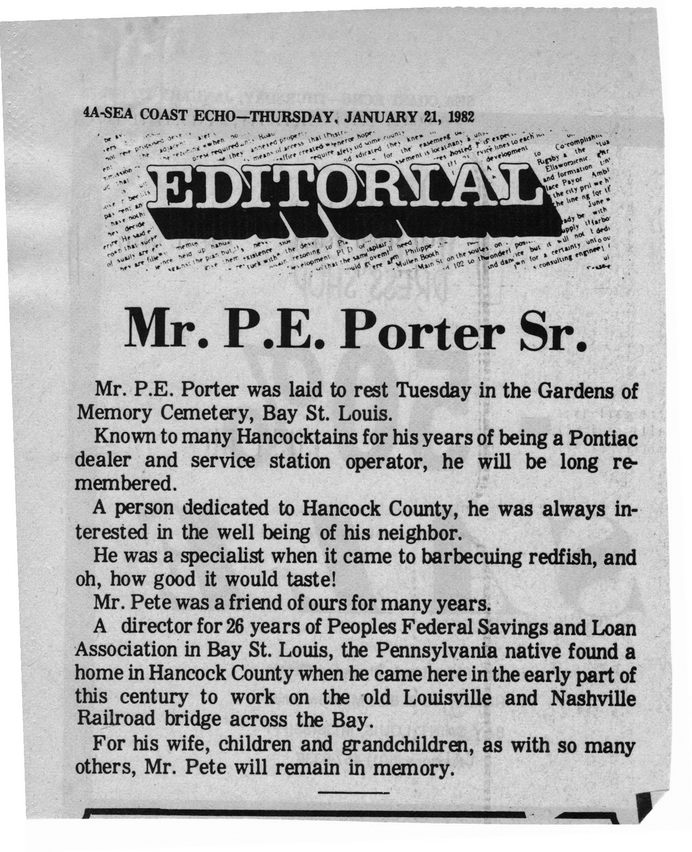 4A-SEA COAST ECHO—THURSDAY, JANUARY 21, 1982
EDITORIAL
Mr. P.E. Porter Sr.
Mr. P.E. Porter was laid to rest Tuesday in the Gardens of
Memory Cemetery, Bay St. Louis.
Known to many Hancocktains for his years of being a Pontiac
dealer and service station operator, he will be long re-
membered.
A person dedicated to Hancock County, he was always in-
terested in the well being of his neighbor.
He was a specialist when it came to barbecuing redfish, and
oh, how good it would taste!
Mr. Pete was a friend of ours for many years.
A director for 26 years of Peoples Federal Savings and Loan
Association in Bay St. Louis, the Pennsylvania native found a
home in Hancock County when he came here in the early part of
this century to work on the old Louisville and Nashville
Railroad bridge across the Bay.
For his wife, children and grandchildren, as with so many
others, Mr. Pete will remain in memory.